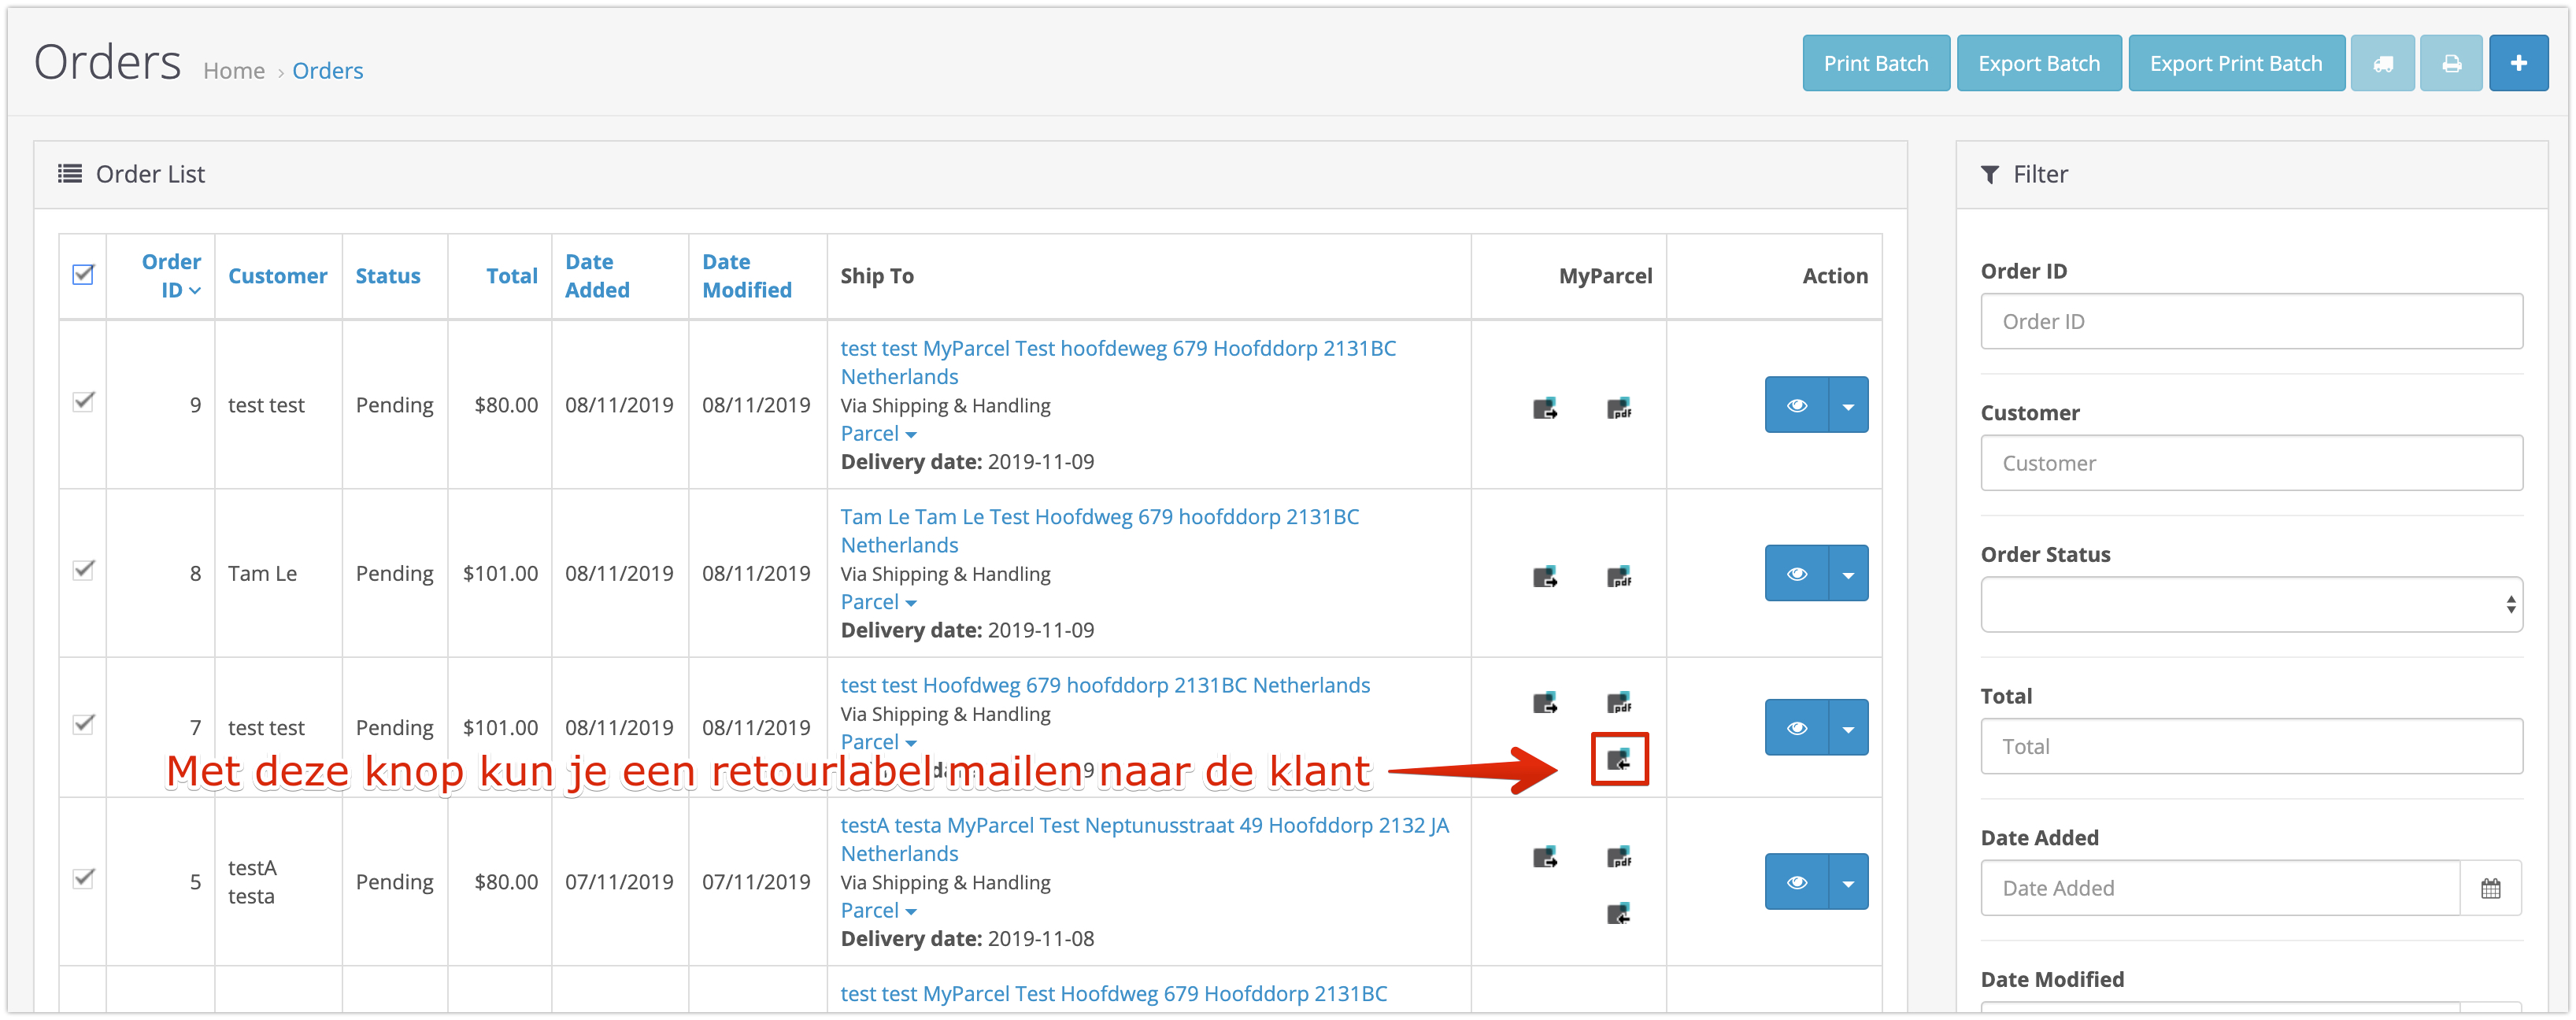 Orders Home › Orders
Print Batch Export Batch Export Print Batch
Order List
Order ID Customer Status Total Date Added Date Modified Ship To MyParcel Action
9 test test Pending $80.00 08/11/2019 08/11/2019
test test MyParcel Test hoofdeweg 679 Hoofddorp 2131BC
Netherlands
Via Shipping & Handling
Parcel
Delivery date: 2019-11-09
pdf
8 Tam Le Pending $101.00 08/11/2019 08/11/2019
Tam Le Tam Le Test Hoofdweg 679 hoofddorp 2131BC
Netherlands
Via Shipping & Handling
Parcel
Delivery date: 2019-11-09
pdf
7 test test Pending $101.00 08/11/2019 08/11/2019
test test Hoofdweg 679 hoofddorp 2131BC Netherlands
Via Shipping & Handling
Parcel
pdf
Met deze knop kun je een retourlabel mailen naar de klant
5 testA testa Pending $80.00 07/11/2019 07/11/2019
testA testa MyParcel Test Neptunusstraat 49 Hoofddorp 2132 JA
Netherlands
Via Shipping & Handling
Parcel
Delivery date: 2019-11-08
pdf
test test MyParcel Test Hoofdweg 679 Hoofddorp 2131BC
Filter
Order ID
Order ID
Customer
Customer
Order Status
Total
Total
Date Added
Date Added
Date Modified